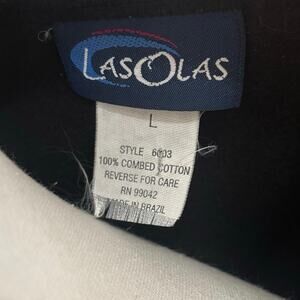 LASOLAS
L
STYLE 6003
100% COMBED COTTON
REVERSE FOR CARE
RN 99042
MADE IN BRAZIL